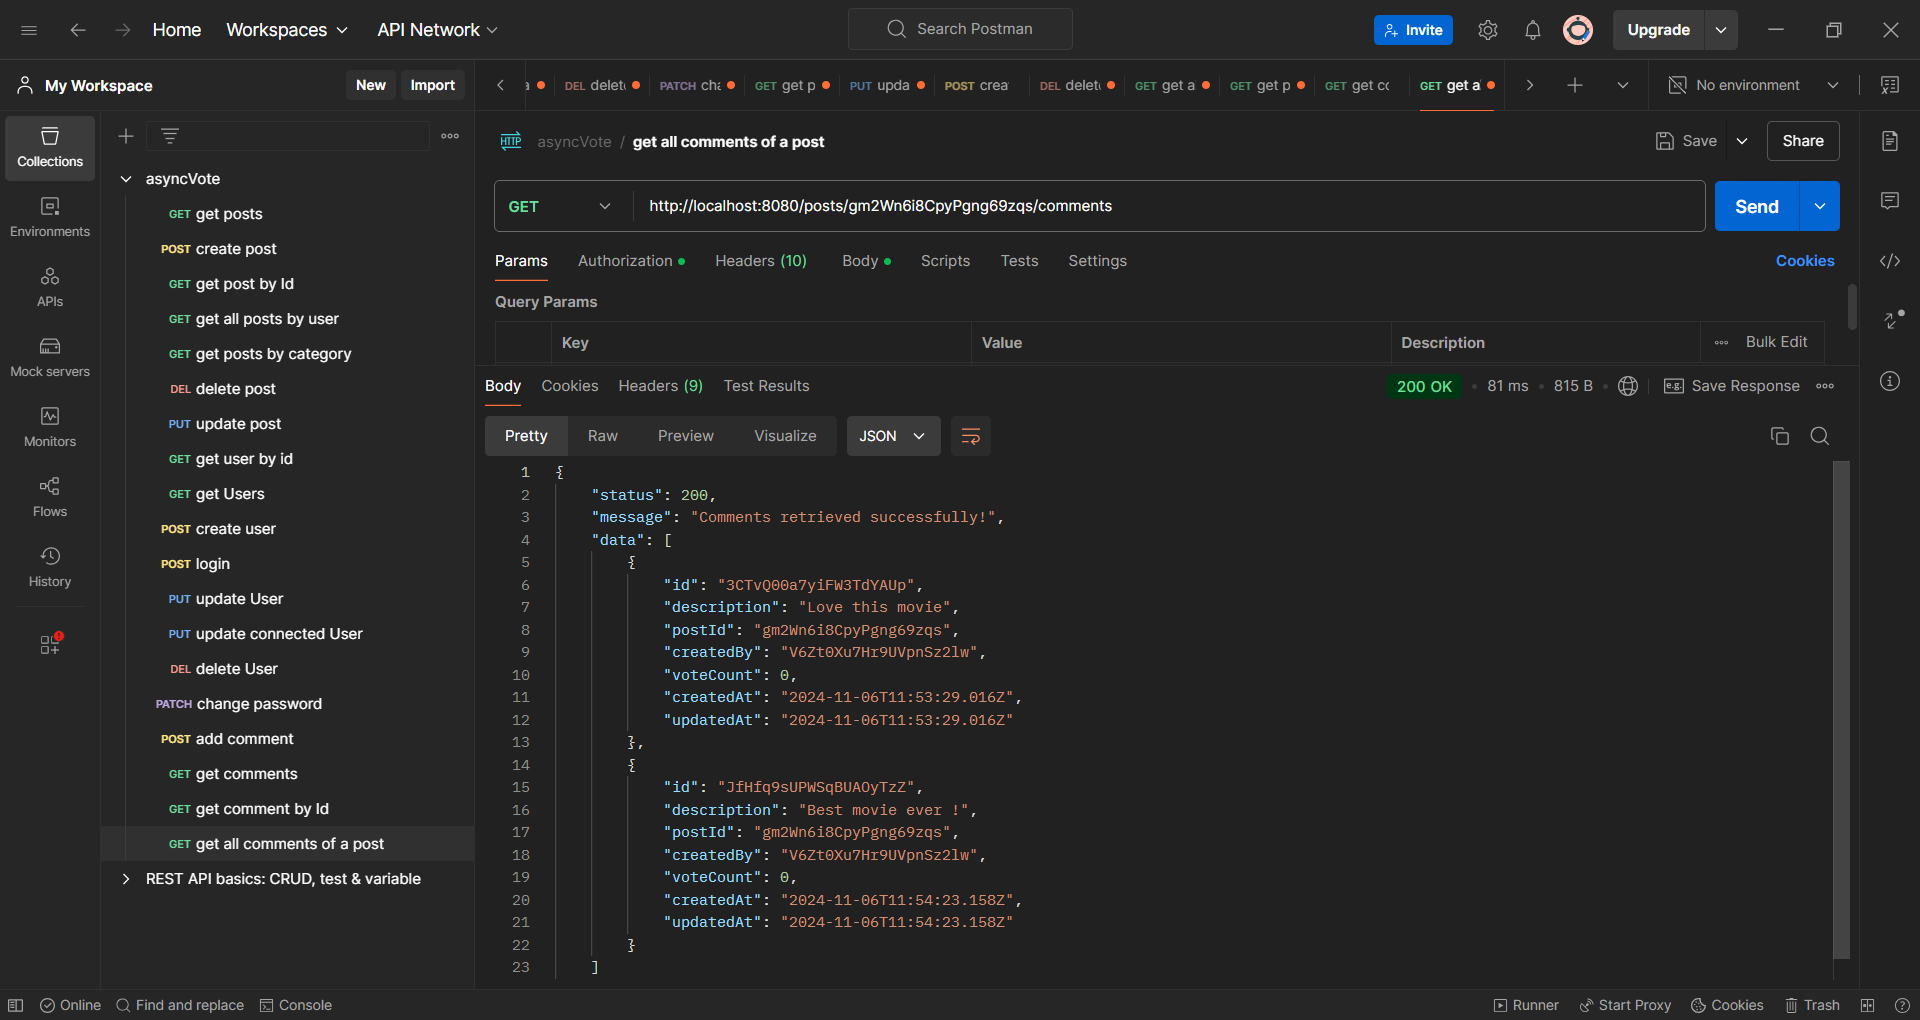 Home Workspaces API Network Search Postman Invite Upgrade
My Workspace New Import
DEL delet PATCH cha GET get p PUT upda POST crea DEL delet GET get a GET get p GET get co GET get al No environment
Collections
Environments
APIs
Mock servers
Monitors
Flows
History
asyncVote
GET get posts
POST create post
GET get post by Id
GET get all posts by user
GET get posts by category
DEL delete post
PUT update post
GET get user by id
GET get Users
POST create user
POST login
PUT update User
PUT update connected User
DEL delete User
PATCH change password
POST add comment
GET get comments
GET get comment by Id
GET get all comments of a post
REST API basics: CRUD, test & variable
HTTP asyncVote / get all comments of a post Save Share
GET http://localhost:8080/posts/gm2Wn6i8CpyPgng69zqs/comments Send
Params Authorization Headers (10) Body Scripts Tests Settings Cookies
Query Params
Key Value Description Bulk Edit
Body Cookies Headers (9) Test Results 200 OK 81 ms 815 B e.g. Save Response
Pretty Raw Preview Visualize JSON
1 {
2 "status": 200,
3 "message": "Comments retrieved successfully!",
4 "data": [
5 {
6 "id": "3CTvQ00a7yiFW3TdYAUp",
7 "description": "Love this movie",
8 "postId": "gm2Wn6i8CpyPgng69zqs",
9 "createdBy": "V6Zt0Xu7Hr9UVpnSz2lw",
10 "voteCount": 0,
11 "createdAt": "2024-11-06T11:53:29.016Z",
12 "updatedAt": "2024-11-06T11:53:29.016Z"
13 },
14 {
15 "id": "JfHfq9sUPWSqBUAOyTzZ",
16 "description": "Best movie ever !",
17 "postId": "gm2Wn6i8CpyPgng69zqs",
18 "createdBy": "V6Zt0Xu7Hr9UVpnSz2lw",
19 "voteCount": 0,
20 "createdAt": "2024-11-06T11:54:23.158Z",
21 "updatedAt": "2024-11-06T11:54:23.158Z"
22 }
23 ]
Online Find and replace Console Runner Start Proxy Cookies Trash